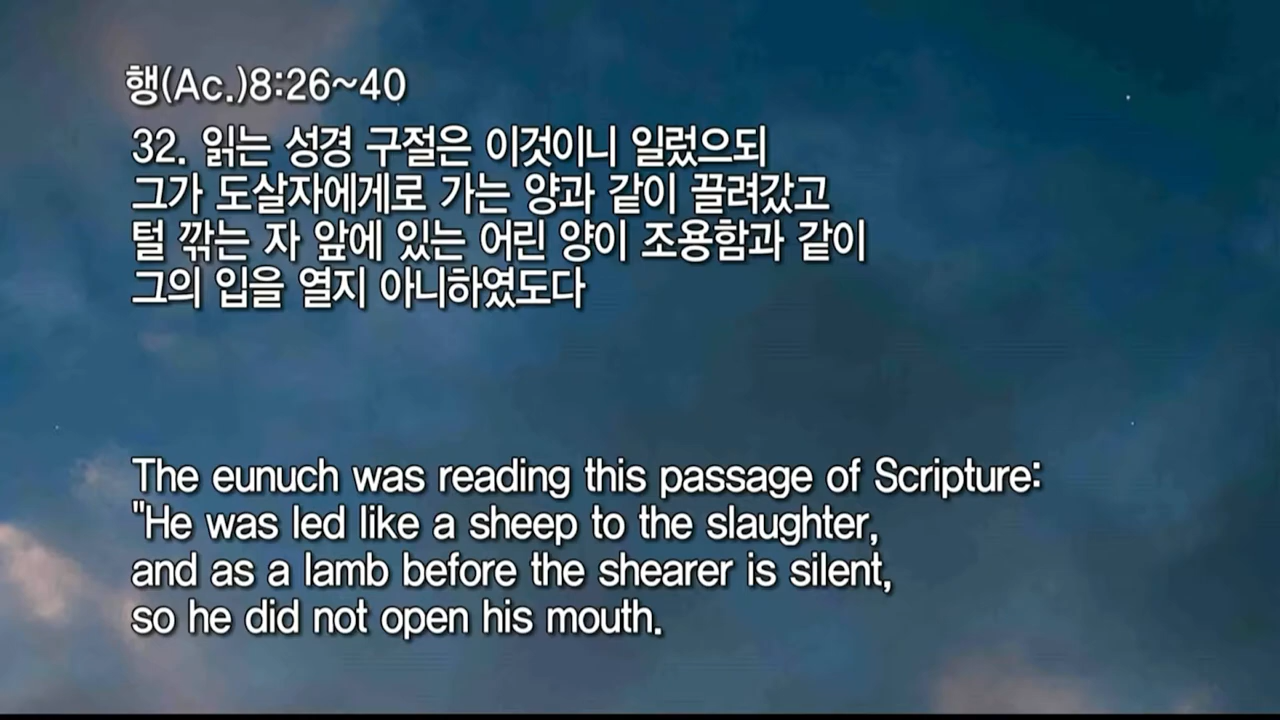 행(Ac.)8:26~40
32. 읽는 성경 구절은 이것이니 일렀으되
그가 도살자에게로 가는 양과 같이 끌려갔고
털 깎는 자 앞에 있는 어린 양이 조용함과 같이
그의 입을 열지 아니하였도다
The eunuch was reading this passage of Scripture:
"He was led like a sheep to the slaughter,
and as a lamb before the shearer is silent,
so he did not open his mouth.